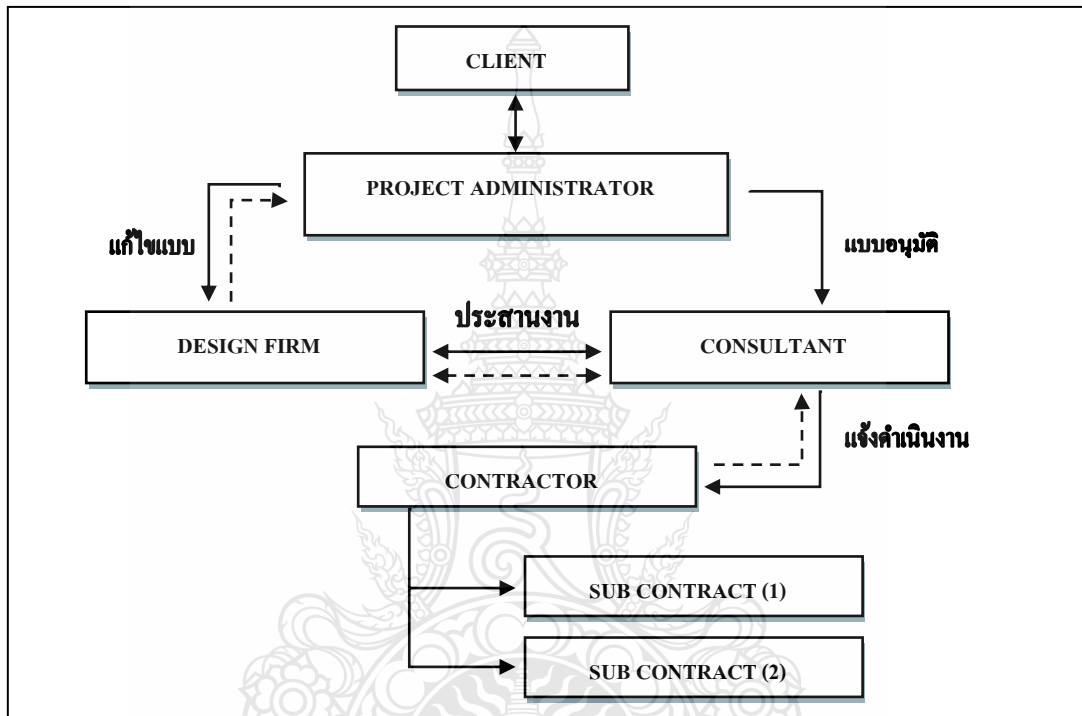 CLIENT
PROJECT ADMINISTRATOR
แก้ไขแบบ
แบบอนุมัติ
ประสานงาน
DESIGN FIRM
CONSULTANT
แจ้งดำเนินงาน
CONTRACTOR
SUB CONTRACT (1)
SUB CONTRACT (2)